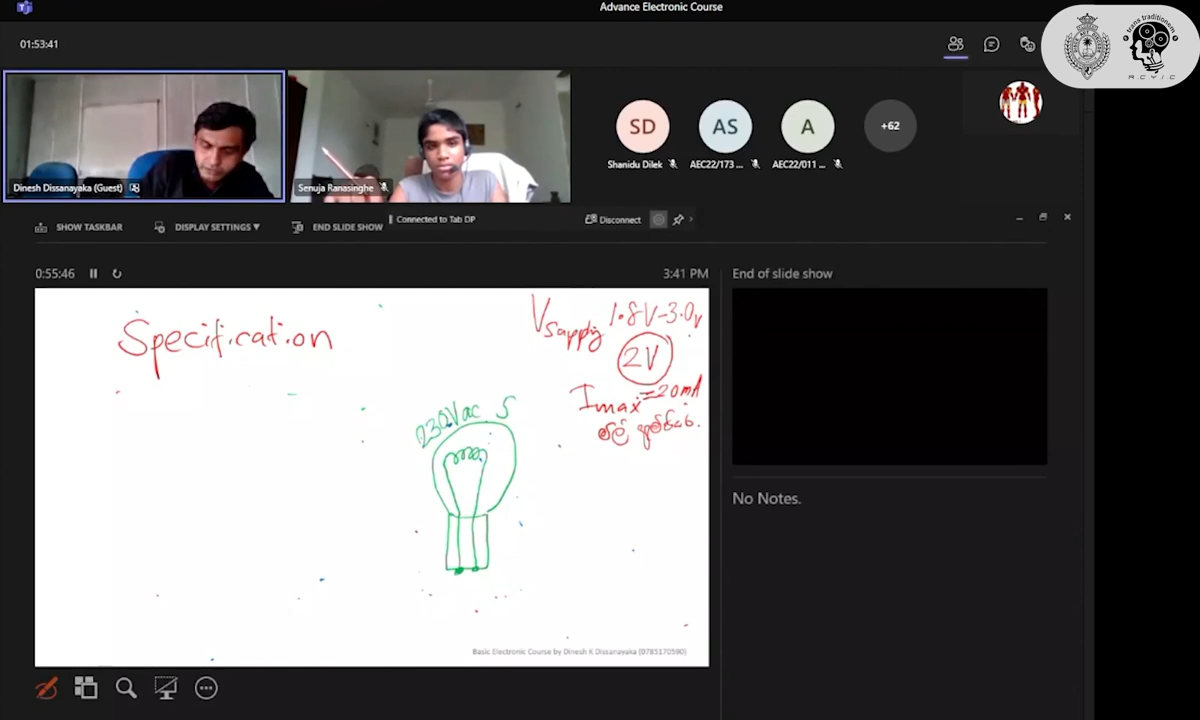 Advance Electronic Course
01:53:41
A.C.Y.I.C
trans traditionem
SD
AS
A
+62
Dinesh Dissanayaka (Guest)
Senuja Ranasinghe
Shanidu Dilek
AEC22/173 ...
AEC22/011 ...
Connected to Tab DP
Disconnect
SHOW TASKBAR
DISPLAY SETTINGS ▼
END SLIDE SHOW
0:55:46
3:41 PM
End of slide show
Specification
Vsupply 1.8V-3.0v
2V
Imax = 20mA
230Vac
No Notes.
Basic Electronic Course by Dinesh K Dissanayaka (0785170590)